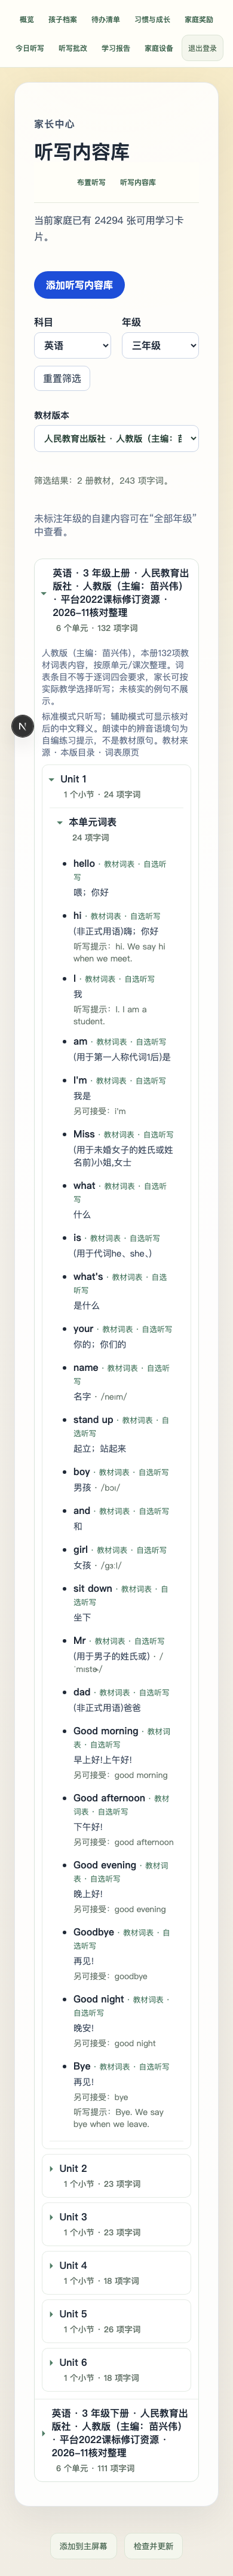 概览 孩子档案 待办清单 习惯与成长 家庭奖励
今日听写 听写批改 学习报告 家庭设备 退出登录
家长中心
听写内容库
布置听写 听写内容库
当前家庭已有 24294 张可用学习卡
片。
添加听写内容库
科目 年级
英语 三年级
重置筛选
教材版本
人民教育出版社 · 人教版（主编：苗
筛选结果：2 册教材，243 项字词。
未标注年级的自建内容可在“全部年级”
中查看。
英语 · 3 年级上册 · 人民教育出
版社 · 人教版（主编：苗兴伟）
· 平台2022课标修订资源 ·
2026-11核对整理
6 个单元 · 132 项字词
人教版（主编：苗兴伟），本册132项教
材词表内容，按原单元/课次整理。词
表条目不等于逐词四会要求，家长可按
实际教学选择听写；未核实的例句不展
示。
标准模式只听写；辅助模式可显示核对
后的中文释义。朗读中的辨音语境句为
自编练习提示，不是教材原句。教材来
源 · 本版目录 · 词表原页
Unit 1
1 个小节 · 24 项字词
本单元词表
24 项字词
hello · 教材词表 · 自选听
写
喂；你好
hi · 教材词表 · 自选听写
(非正式用语)嗨；你好
听写提示：hi. We say hi
when we meet.
I · 教材词表 · 自选听写
我
听写提示：I. I am a
student.
am · 教材词表 · 自选听写
(用于第一人称代词I后)是
I'm · 教材词表 · 自选听写
我是
另可接受：i'm
Miss · 教材词表 · 自选听写
(用于未婚女子的姓氏或姓
名前)小姐,女士
what · 教材词表 · 自选听
写
什么
is · 教材词表 · 自选听写
(用于代词he、she、)
what's · 教材词表 · 自选
听写
是什么
your · 教材词表 · 自选听写
你的；你们的
name · 教材词表 · 自选听
写
名字 · /neɪm/
stand up · 教材词表 · 自
选听写
起立；站起来
boy · 教材词表 · 自选听写
男孩 · /bɔɪ/
and · 教材词表 · 自选听写
和
girl · 教材词表 · 自选听写
女孩 · /ɡɜːl/
sit down · 教材词表 · 自
选听写
坐下
Mr · 教材词表 · 自选听写
(用于男子的姓氏或) · /
ˈmɪstɚ/
dad · 教材词表 · 自选听写
(非正式用语)爸爸
Good morning · 教材词
表 · 自选听写
早上好!上午好!
另可接受：good morning
Good afternoon · 教材
词表 · 自选听写
下午好!
另可接受：good afternoon
Good evening · 教材词
表 · 自选听写
晚上好!
另可接受：good evening
Goodbye · 教材词表 · 自
选听写
再见!
另可接受：goodbye
Good night · 教材词表 ·
自选听写
晚安!
另可接受：good night
Bye · 教材词表 · 自选听写
再见!
另可接受：bye
听写提示：Bye. We say
bye when we leave.
Unit 2
1 个小节 · 23 项字词
Unit 3
1 个小节 · 23 项字词
Unit 4
1 个小节 · 18 项字词
Unit 5
1 个小节 · 26 项字词
Unit 6
1 个小节 · 18 项字词
英语 · 3 年级下册 · 人民教育出
版社 · 人教版（主编：苗兴伟）
· 平台2022课标修订资源 ·
2026-11核对整理
6 个单元 · 111 项字词
添加到主屏幕 检查并更新